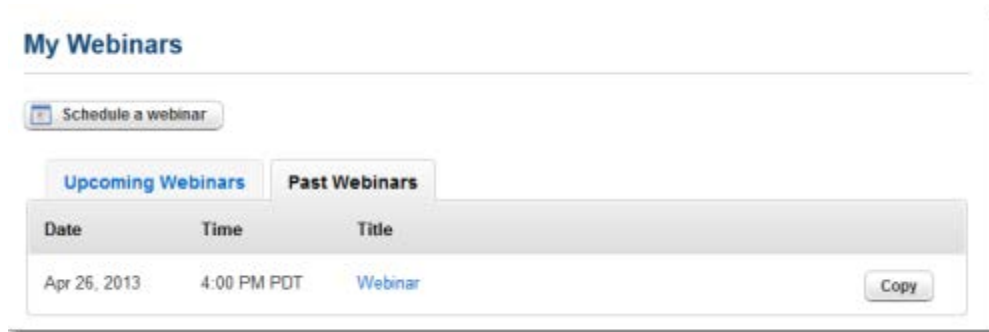 My Webinars
Schedule a webinar
Upcoming Webinars Past Webinars
Date Time Title
Apr 26, 2013 4:00 PM PDT Webinar Copy